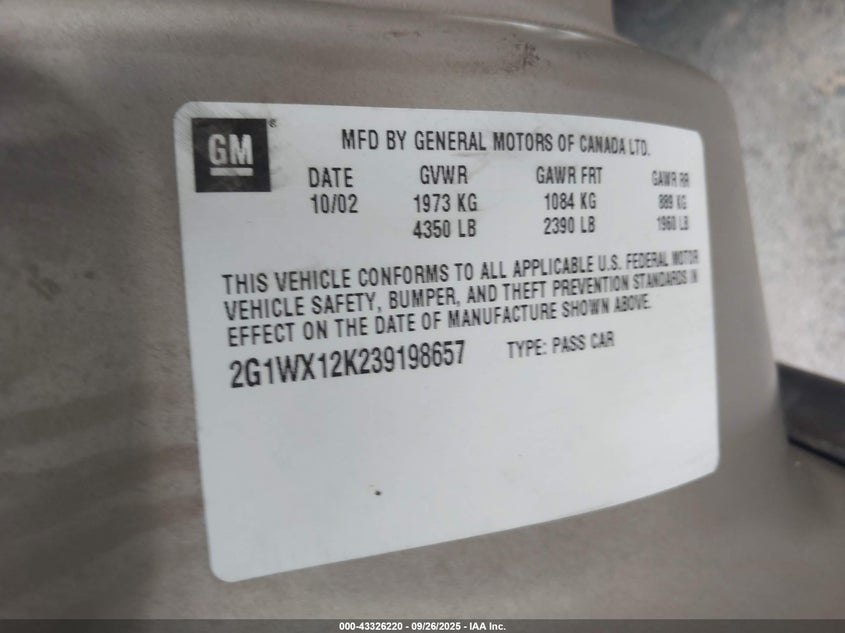 GM®
MFD BY GENERAL MOTORS OF CANADA LTD.
DATE GVWR GAWR FRT GAWR RR
10/02 1973 KG 1084 KG 889 KG
4350 LB 2390 LB 1960 LB
THIS VEHICLE CONFORMS TO ALL APPLICABLE U.S. FEDERAL MOTOR
VEHICLE SAFETY, BUMPER, AND THEFT PREVENTION STANDARDS IN
EFFECT ON THE DATE OF MANUFACTURE SHOWN ABOVE.
2G1WX12K239198657 TYPE: PASS CAR
000-43326220 - 09/26/2025 - IAA Inc.